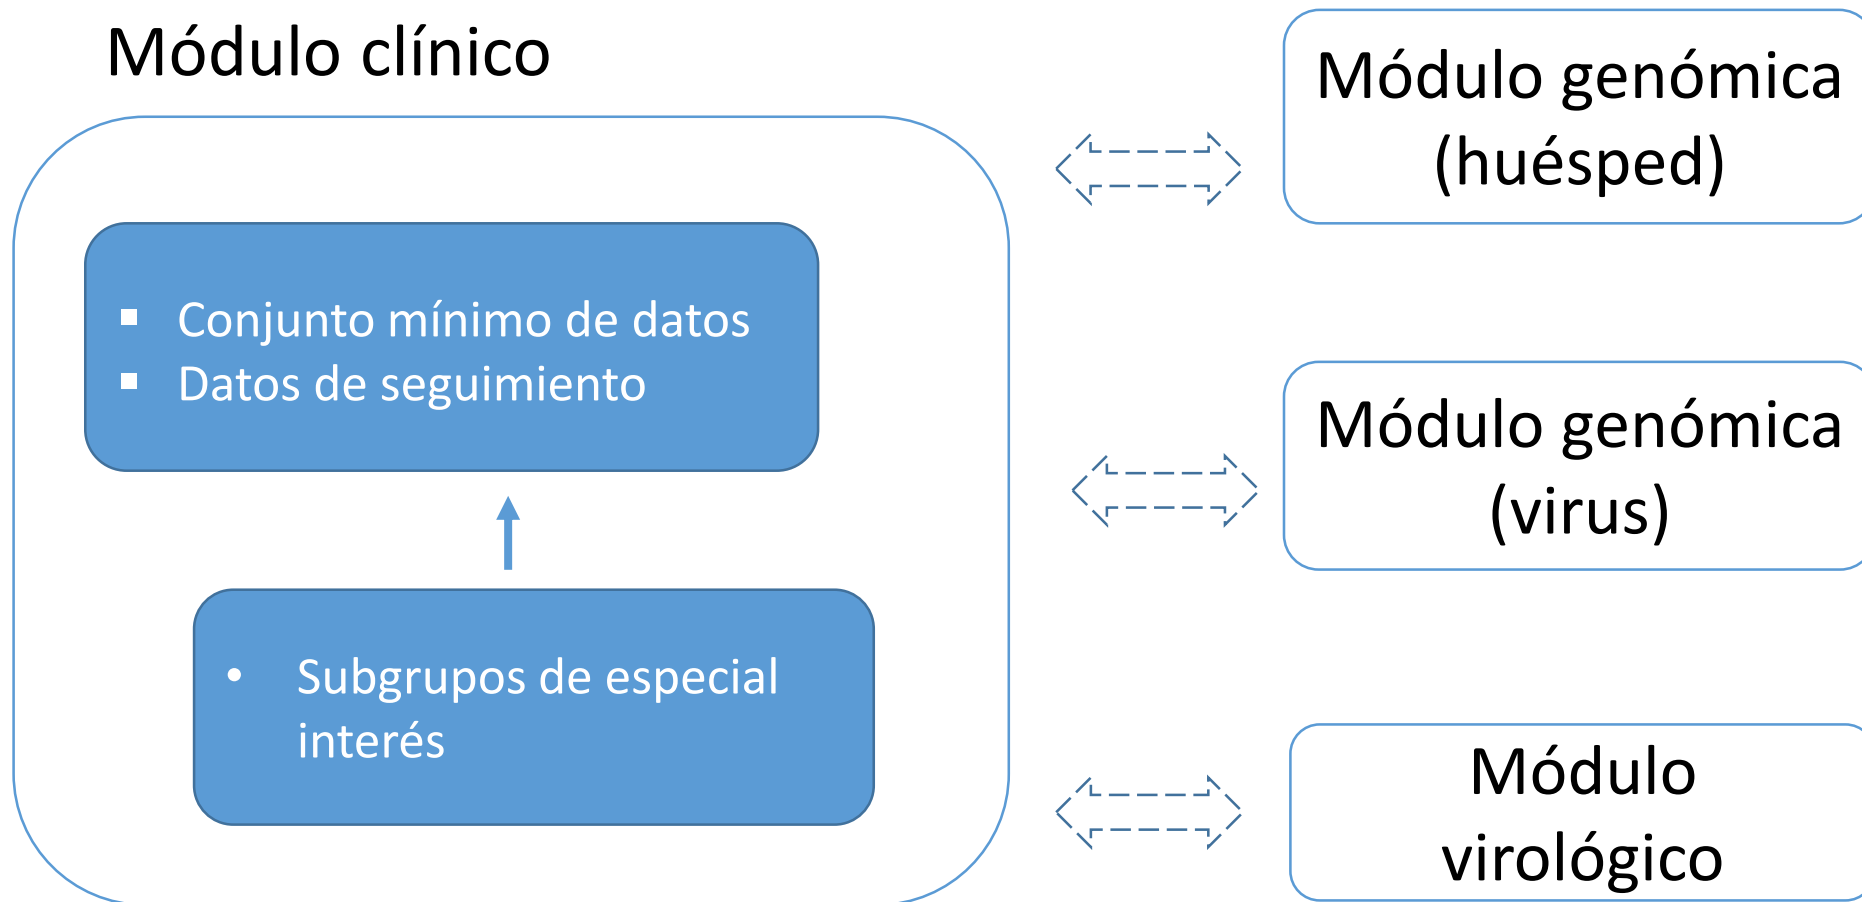 Módulo clínico
▪ Conjunto mínimo de datos
▪ Datos de seguimiento
• Subgrupos de especial
interés
Módulo genómica
(huésped)
Módulo genómica
(virus)
Módulo
virológico